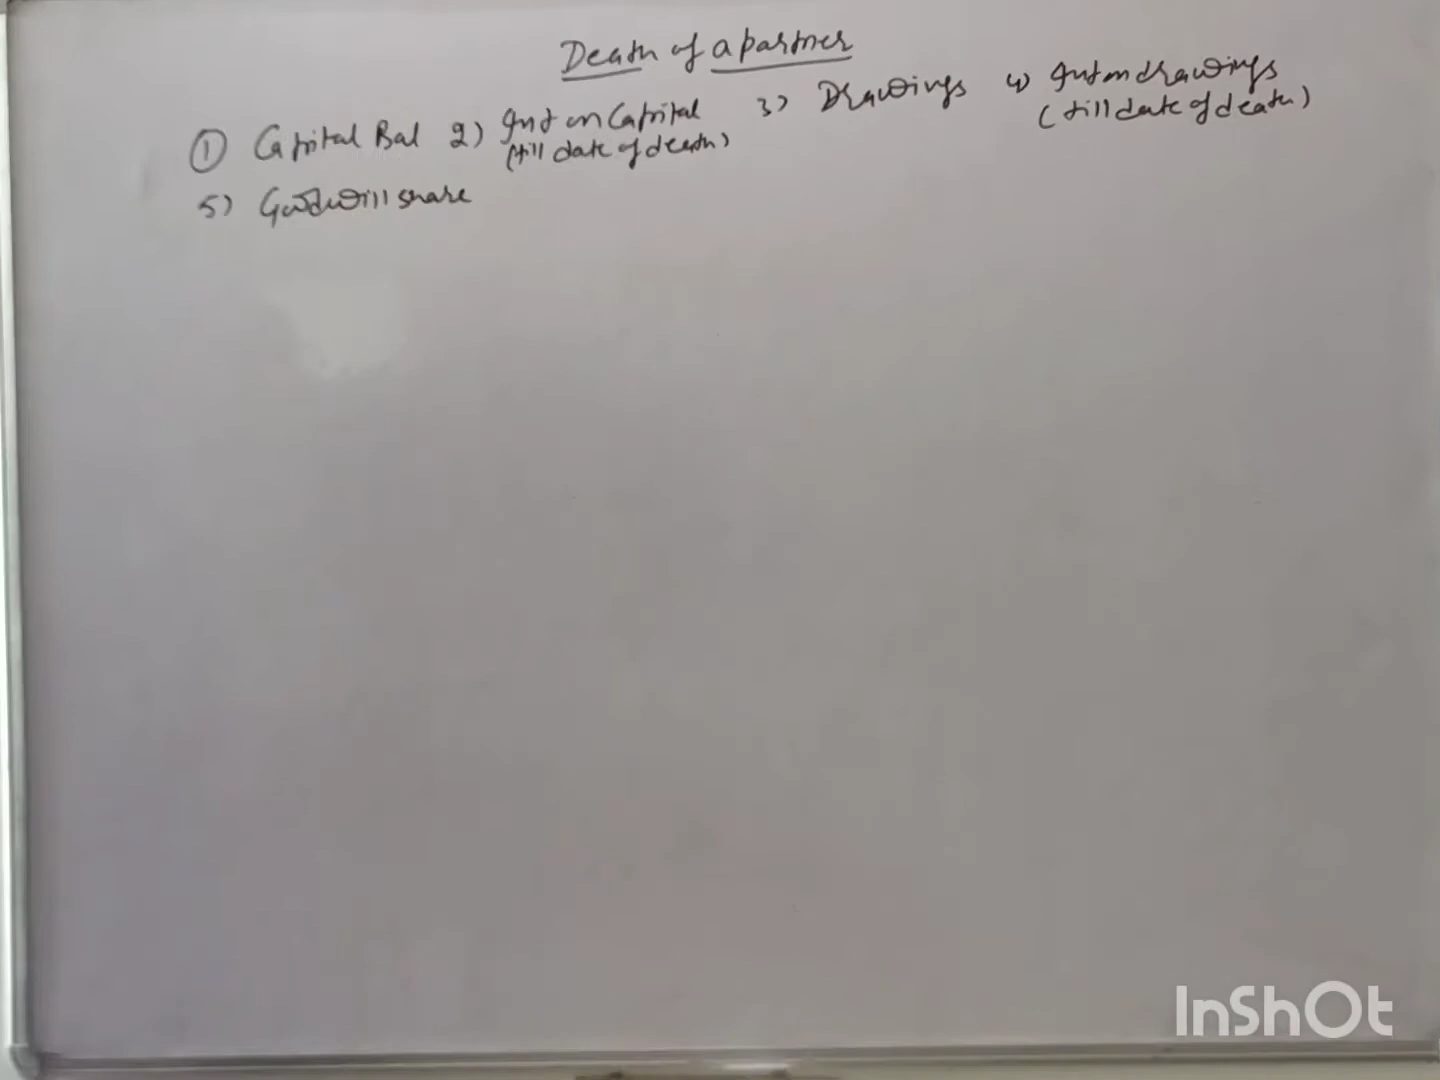 Death of a partner
① Capital Bal 2) Int on Capital 3) Drawings 4) Int on drawings
(till date of death) (till date of death)
5) Goodwill share
InShOt